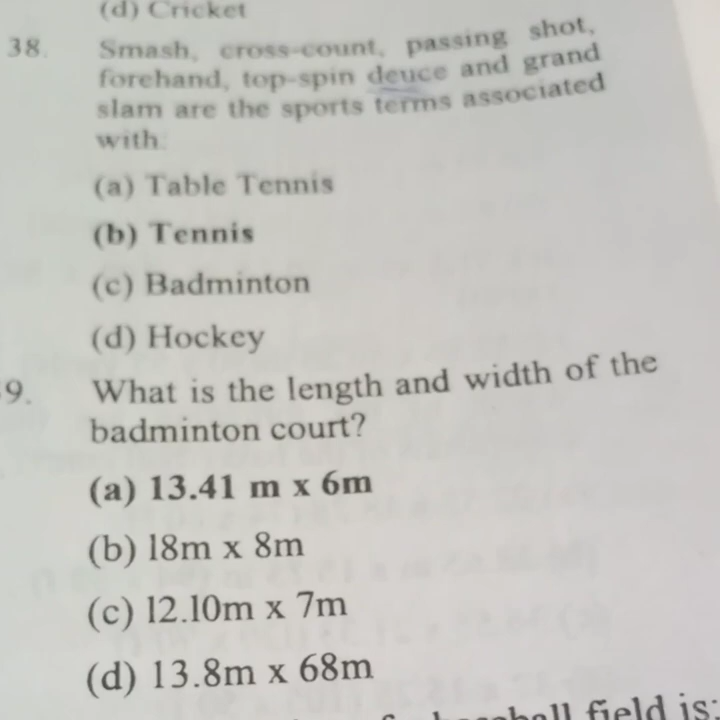 (d) Cricket
38. Smash, cross-count, passing shot,
forehand, top-spin deuce and grand
slam are the sports terms associated
with:
(a) Table Tennis
(b) Tennis
(c) Badminton
(d) Hockey
9. What is the length and width of the
badminton court?
(a) 13.41 m x 6m
(b) 18m x 8m
(c) 12.10m x 7m
(d) 13.8m x 68m
field is: